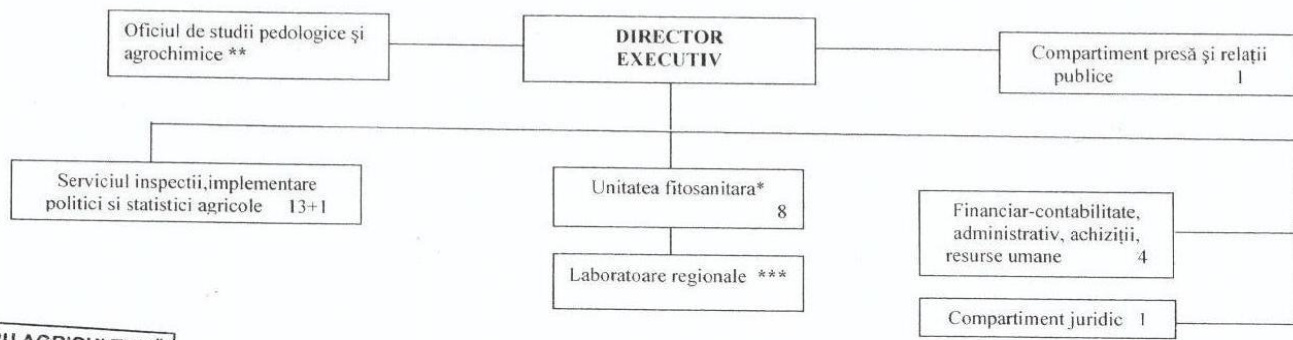 Oficiul de studii pedologice şi
agrochimice **
DIRECTOR
EXECUTIV
Compartiment presă şi relaţii
publice 1
Serviciul inspectii,implementare
politici si statistici agricole 13+1
Unitatea fitosanitara*
8
Financiar-contabilitate,
administrativ, achiziţii,
resurse umane 4
Laboratoare regionale ***
Compartiment juridic 1